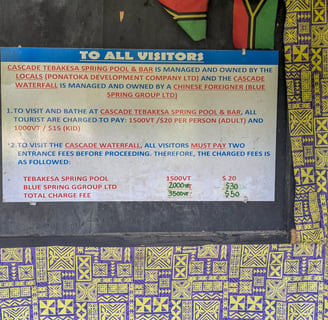 TO ALL VISITORS
CASCADE TEBAKESA SPRING POOL & BAR IS MANAGED AND OWNED BY THE
LOCALS (PONATOKA DEVELOPMENT COMPANY LTD) AND THE CASCADE
WATERFALL IS MANAGED AND OWNED BY A CHINESE FOREIGNER (BLUE
SPRING GROUP LTD)
1.TO VISIT AND BATHE AT CASCADE TEBAKESA SPRING POOL & BAR, ALL
TOURIST ARE CHARGED TO PAY: 1500VT /$20 PER PERSON (ADULT) AND
1000VT / $15 (KID)
2.TO VISIT THE CASCADE WATERFALL, ALL VISITORS MUST PAY TWO
ENTRANCE FEES BEFORE PROCEEDING. THEREFORE, THE CHARGED FEES IS
AS FOLLOWED:
TEBAKESA SPRING POOL 1500VT $ 20
BLUE SPRING GGROUP LTD 2000VT $30
TOTAL CHARGE FEE 3500VT $50